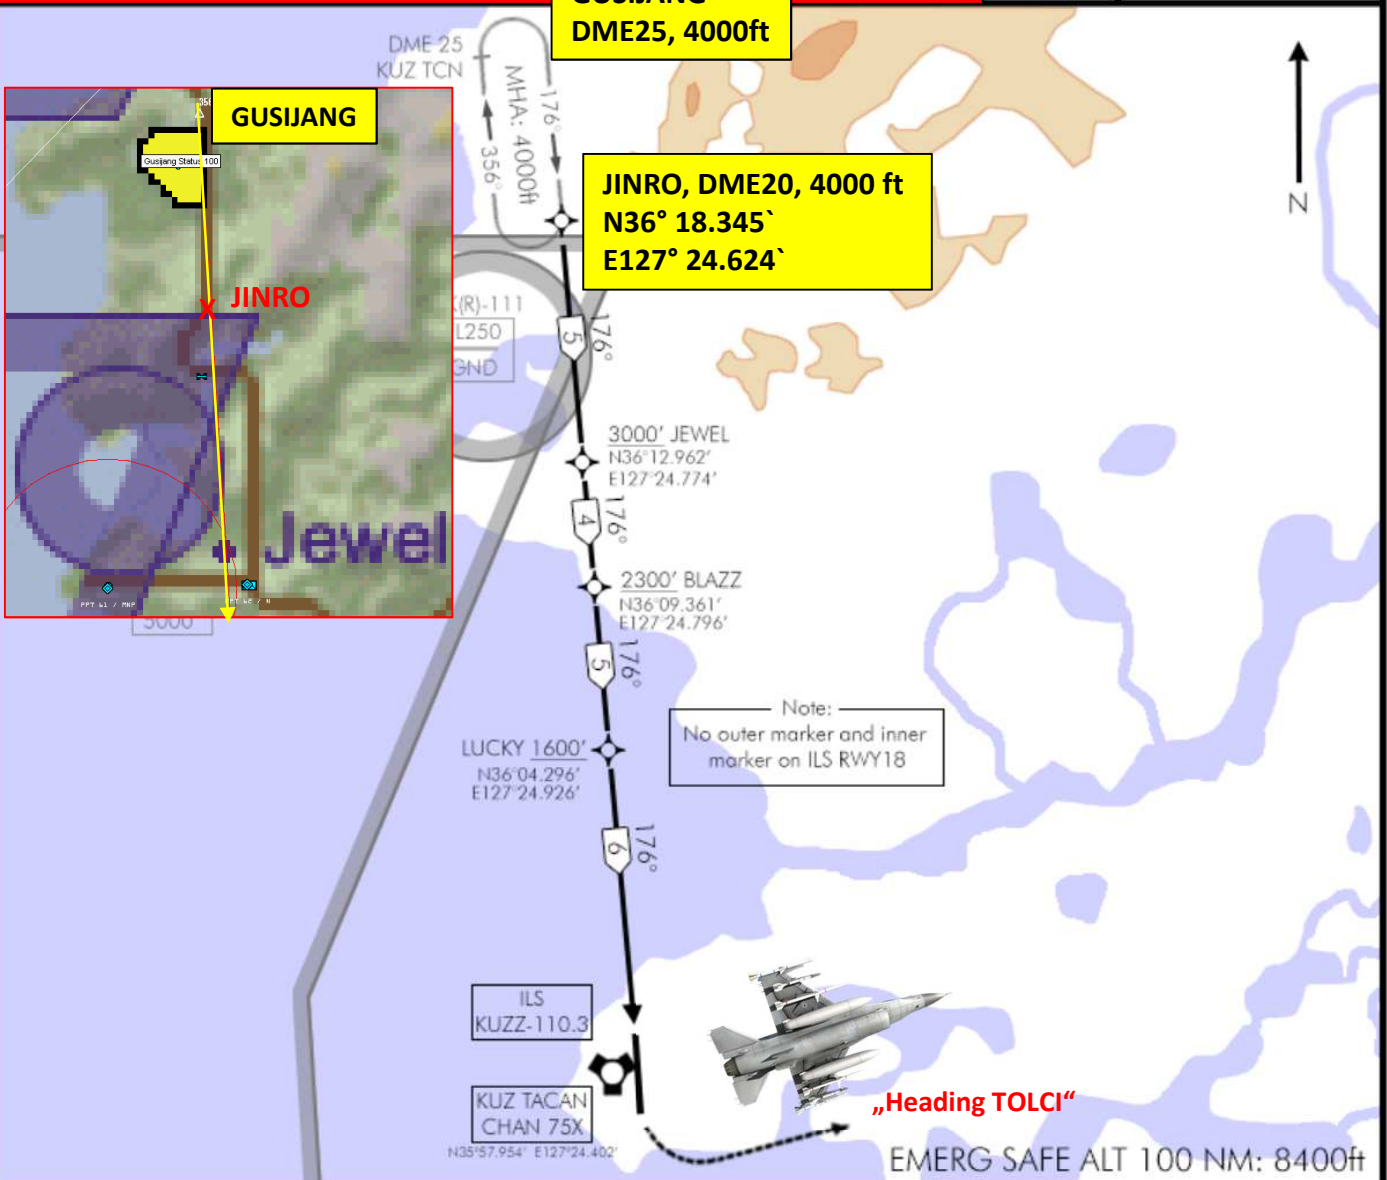 GUSIJANG
DME25, 4000ft
DME 25
KUZ TCN
MHA: 4000ft
176°
356°
GUSIJANG
Gusijang Status 100
JINRO
Jewel
JINRO, DME20, 4000 ft
N36° 18.345`
E127° 24.624`
N
(R)-111
L250
GND
5
176°
3000' JEWEL
N36°12.962'
E127°24.774'
4
176°
2300' BLAZZ
N36°09.361'
E127°24.796'
5000
5
176°
Note:
No outer marker and inner
marker on ILS RWY18
LUCKY 1600'
N36°04.296'
E127°24.926'
6
176°
ILS
KUZZ-110.3
KUZ TACAN
CHAN 75X
N35°57.954' E127°24.402'
„Heading TOLCI“
EMERG SAFE ALT 100 NM: 8400ft